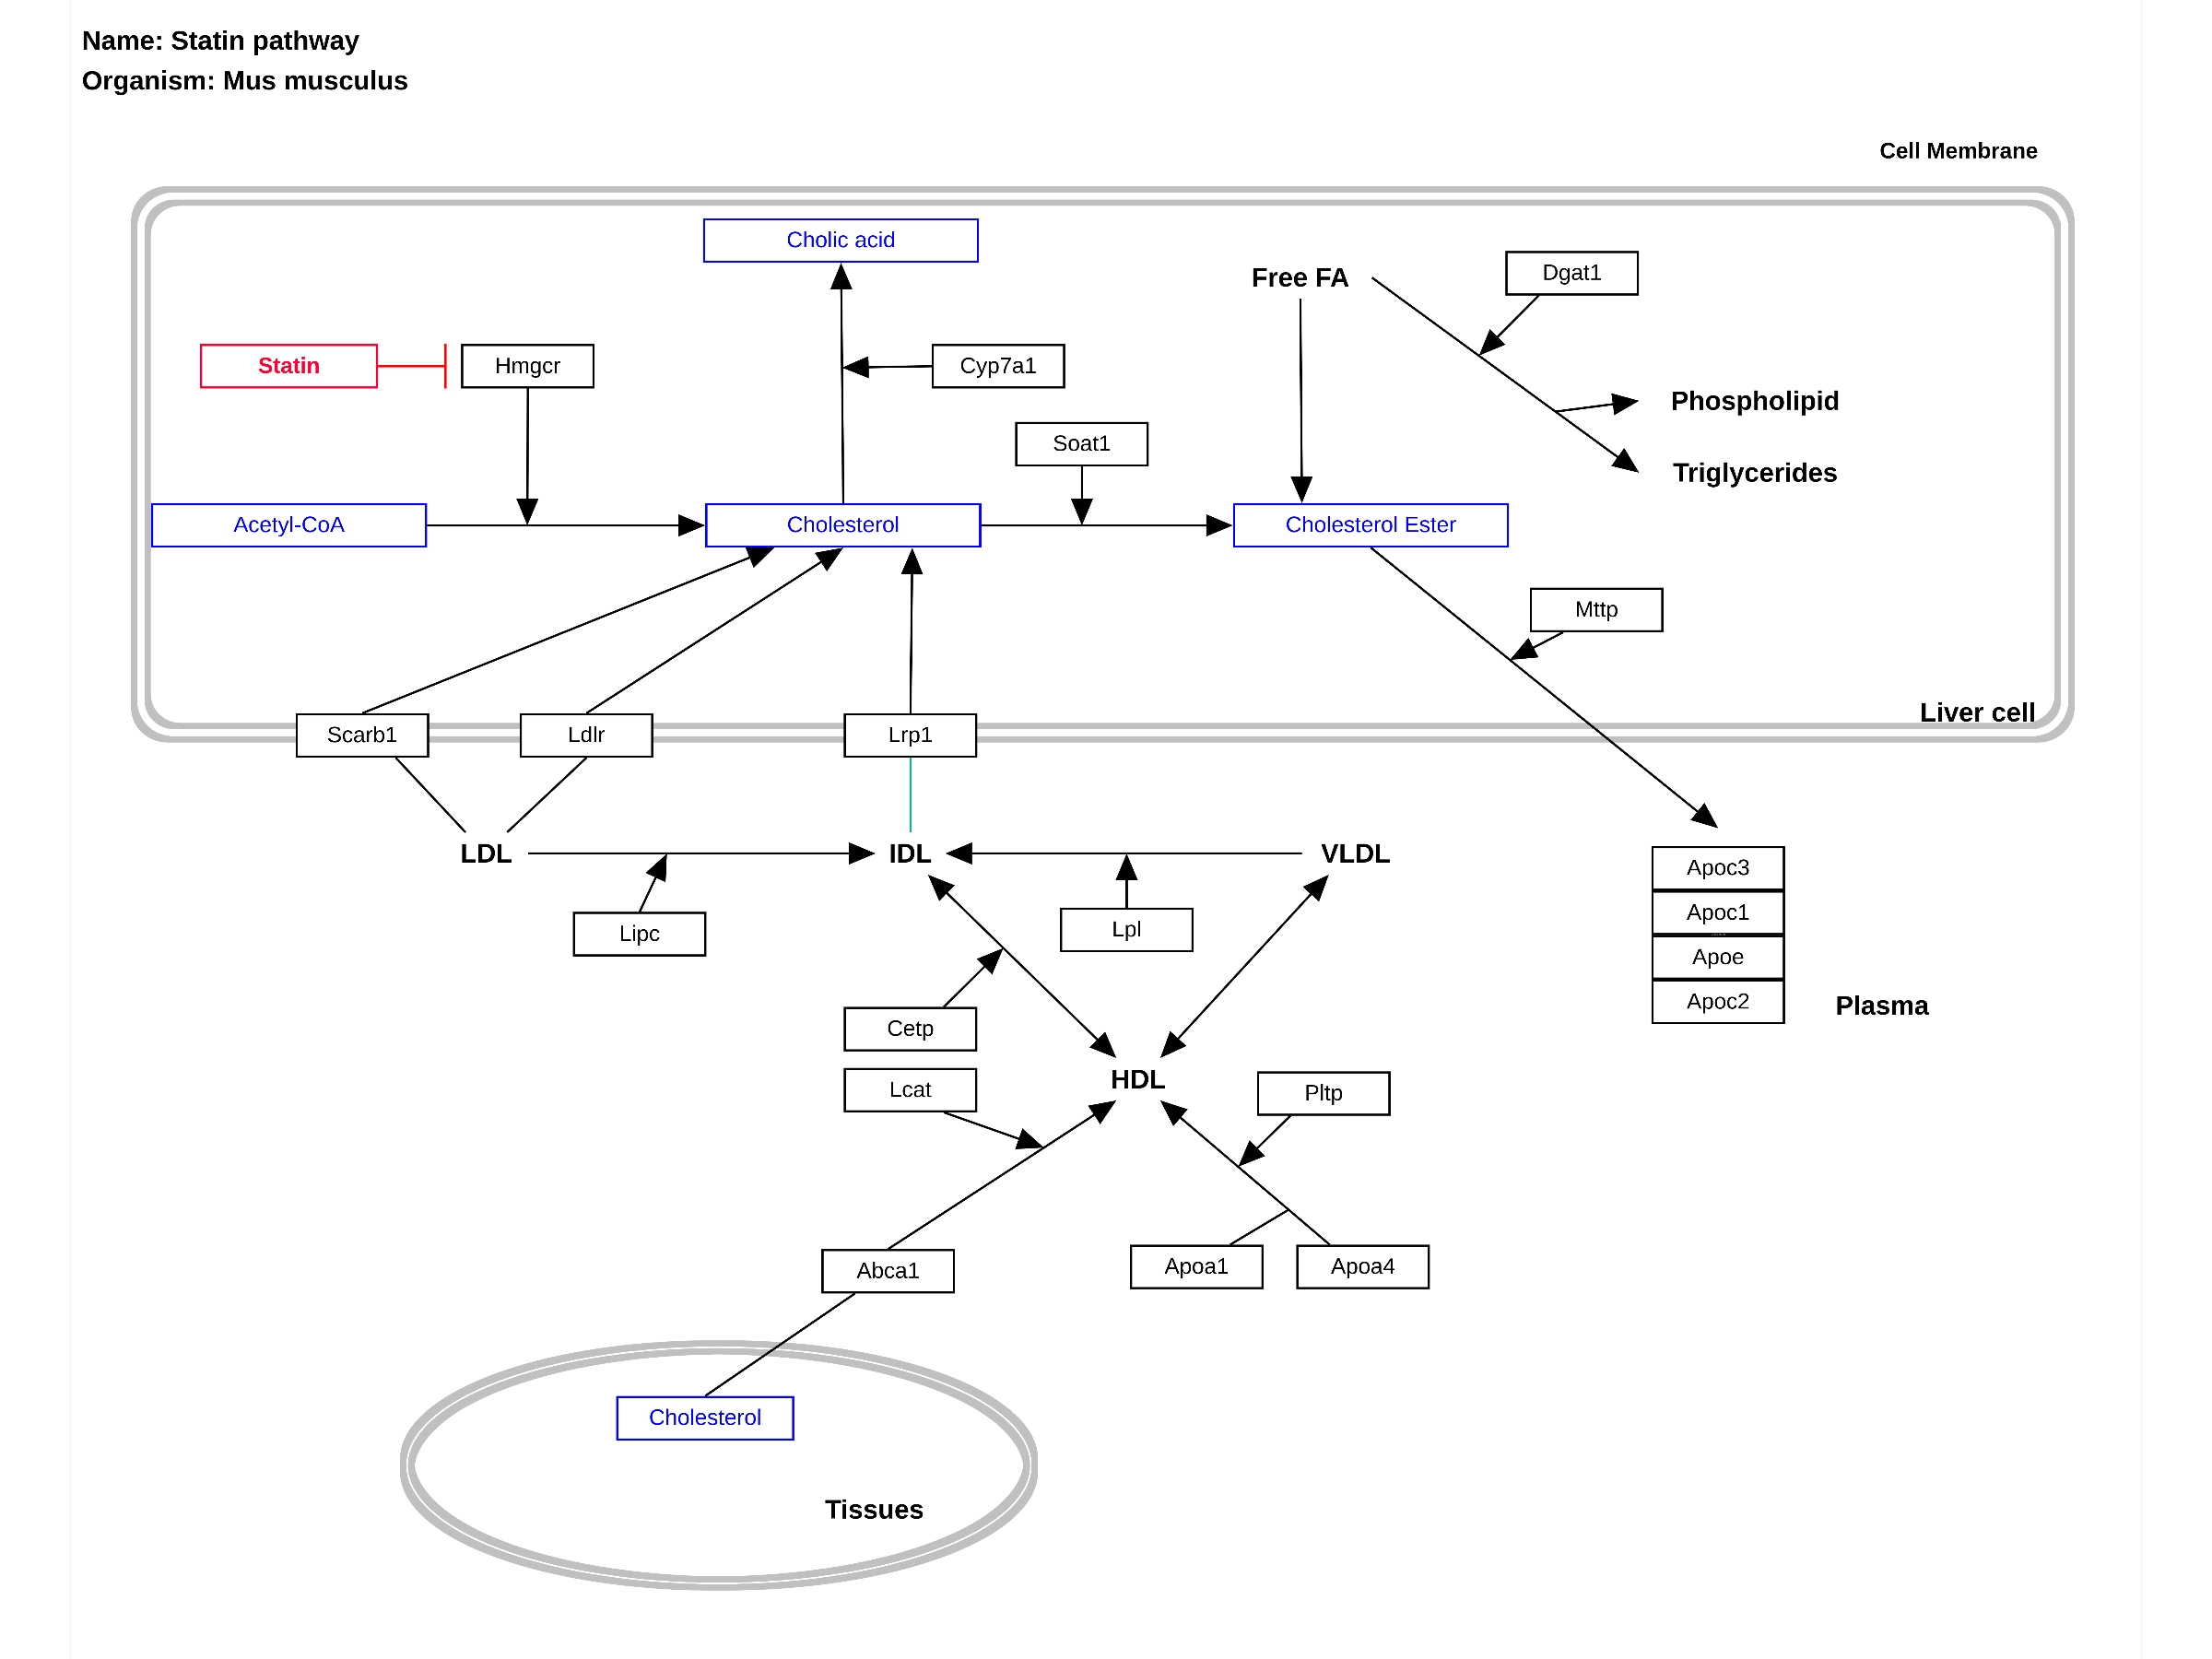 Name: Statin pathway
Organism: Mus musculus
Cell Membrane
Cholic acid
Free FA
Dgat1
Statin
Hmgcr
Cyp7a1
Phospholipid
Soat1
Triglycerides
Acetyl-CoA
Cholesterol
Cholesterol Ester
Mttp
Liver cell
Scarb1
Ldlr
Lrp1
LDL
IDL
VLDL
Apoc3
Apoc1
Lipc
Lpl
Apoe
Apoc2
Plasma
Cetp
HDL
Lcat
Pltp
Abca1
Apoa1
Apoa4
Cholesterol
Tissues